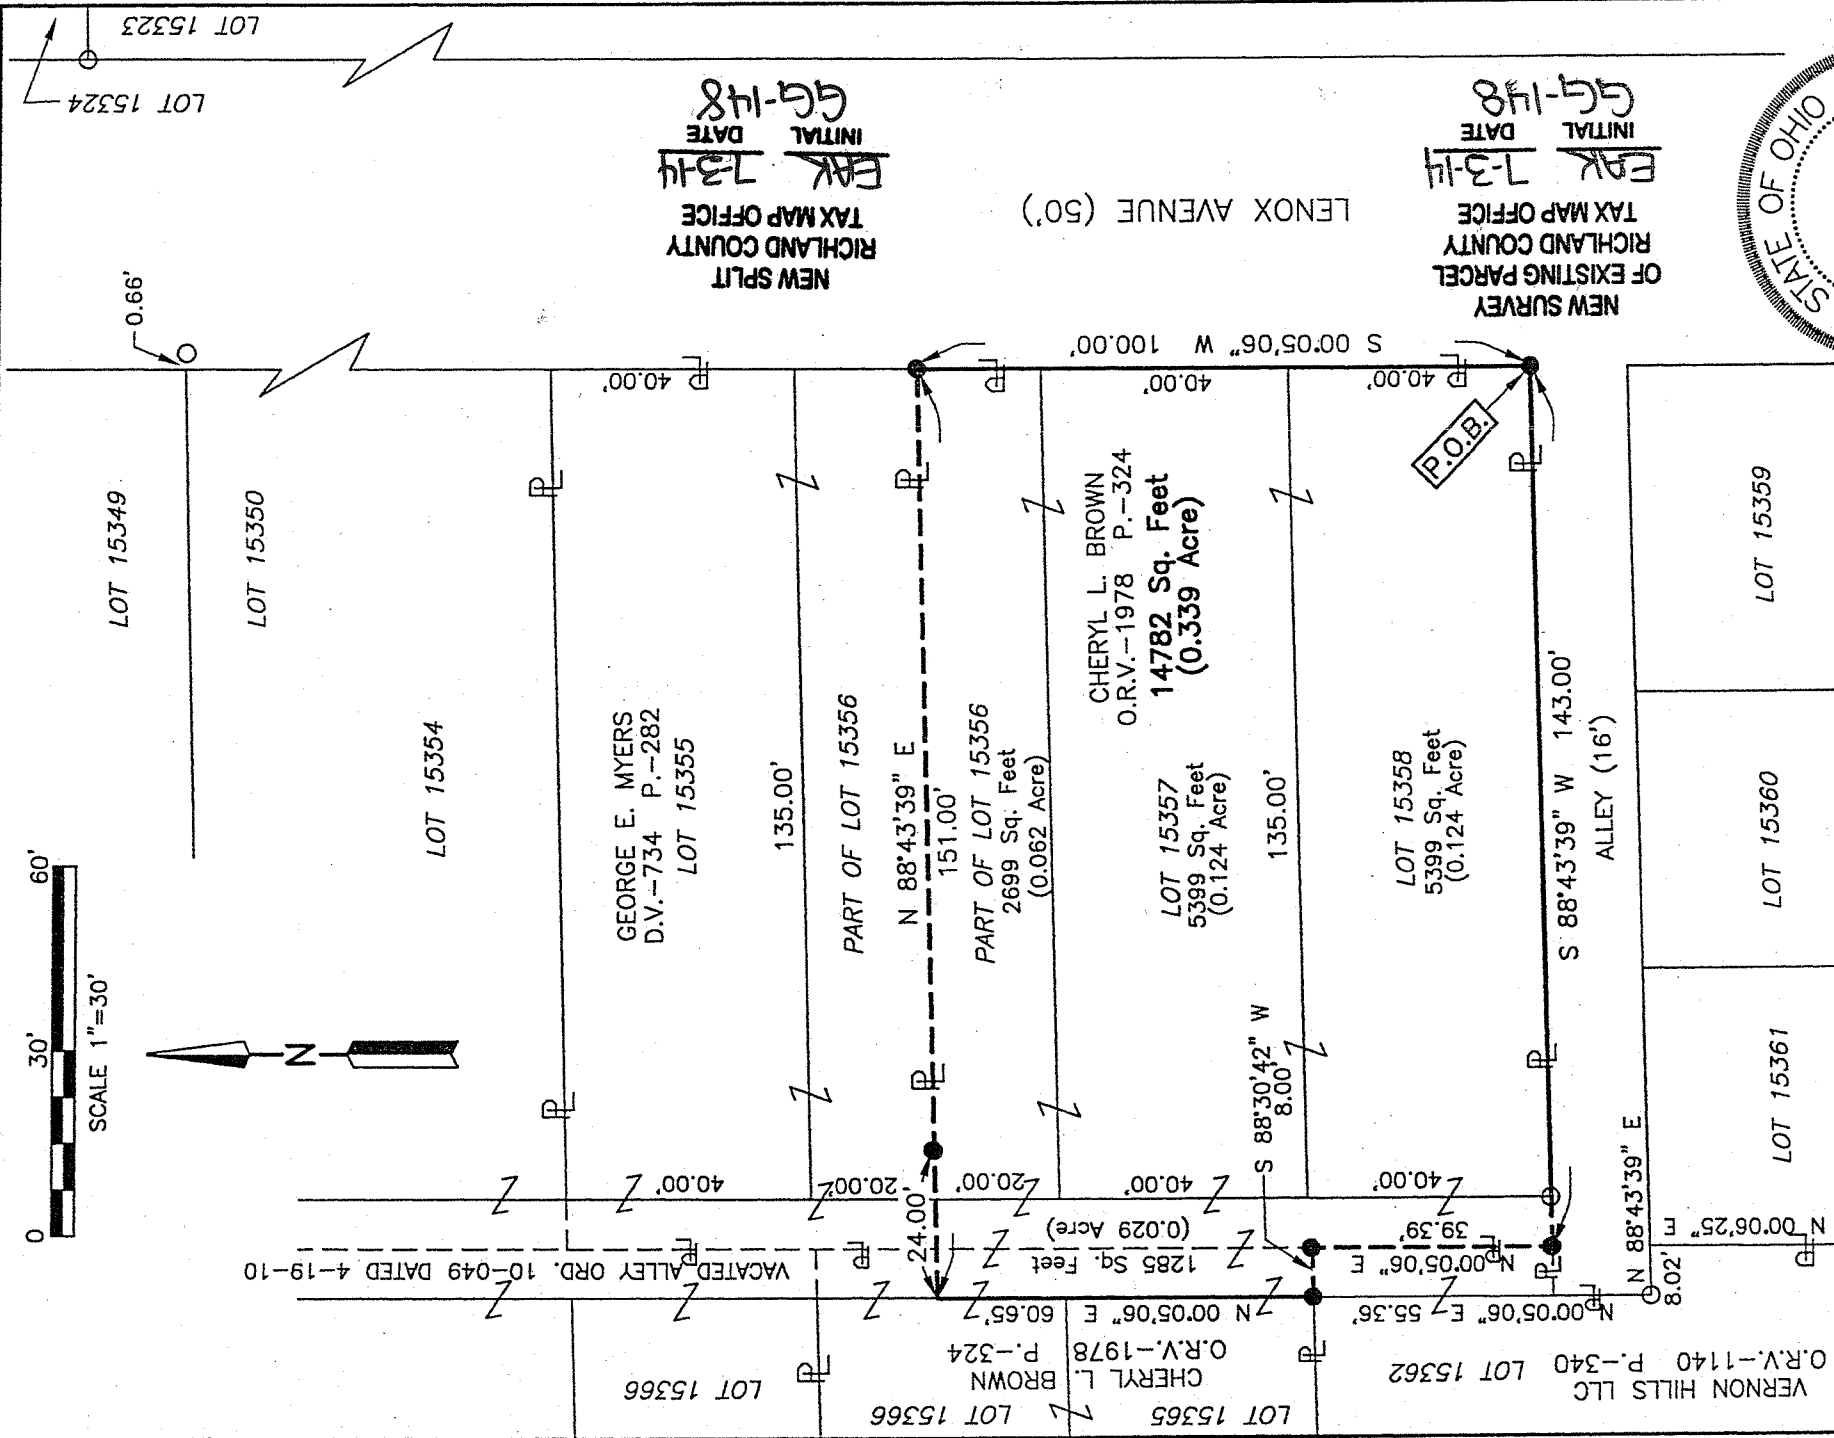 LOT 15323
LOT 15324
NEW SPLIT
RICHLAND COUNTY
TAX MAP OFFICE
EAK 7-3-14
INITIAL DATE
GG-148
LENOX AVENUE (50')
NEW SURVEY
OF EXISTING PARCEL
RICHLAND COUNTY
TAX MAP OFFICE
EAK 7-3-14
INITIAL DATE
GG-148
STATE OF OHIO
0.66'
S 00°05'06" W 100.00'
40.00'
40.00'
40.00'
P.O.B.
LOT 15349
LOT 15350
LOT 15354
GEORGE E. MYERS
D.V.-734 P.-282
LOT 15355
135.00'
PART OF LOT 15356
N 88°43'39" E
151.00'
PART OF LOT 15356
2699 Sq. Feet
(0.062 Acre)
CHERYL L. BROWN
O.R.V.-1978 P.-324
14782 Sq. Feet
(0.339 Acre)
LOT 15357
5399 Sq. Feet
(0.124 Acre)
135.00'
LOT 15358
5399 Sq. Feet
(0.124 Acre)
S 88°43'39" W 143.00'
ALLEY (16')
LOT 15359
LOT 15360
LOT 15361
0 30' 60'
SCALE 1"=30'
N
S 88°30'42" W
8.00'
40.00'
20.00'
20.00'
40.00'
40.00'
24.00'
1285 Sq. Feet
(0.029 Acre)
39.39'
N 00°05'06" E
VACATED ALLEY ORD. 10-049 DATED 4-19-10
N 00°05'06" E 60.65'
N 00°05'06" E 55.36'
N 88°43'39" E
8.02'
N 00°06'25" E
LOT 15366
LOT 15366
CHERYL L. BROWN
O.R.V.-1978 P.-324
LOT 15365
LOT 15362
VERNON HILLS LLC
O.R.V.-1140 P.-340